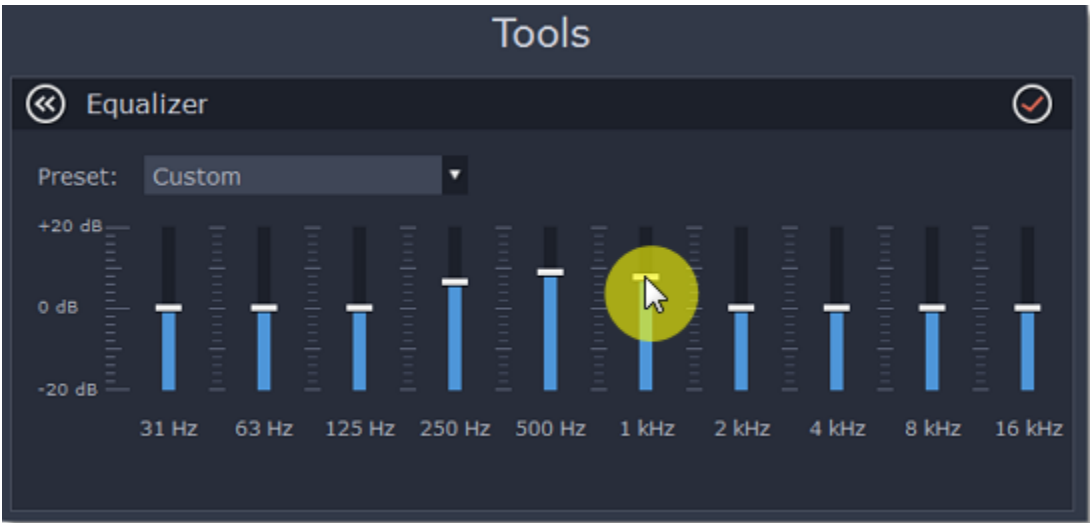 Tools
Equalizer
Preset: Custom
+20 dB
0 dB
-20 dB
31 Hz 63 Hz 125 Hz 250 Hz 500 Hz 1 kHz 2 kHz 4 kHz 8 kHz 16 kHz